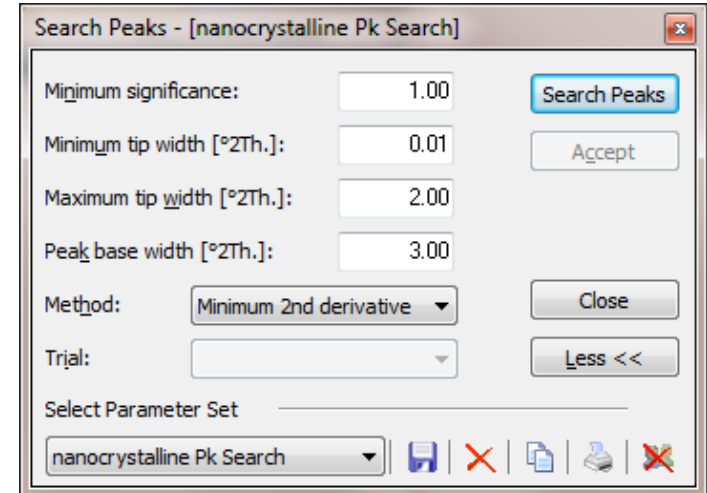 Search Peaks - [nanocrystalline Pk Search]
Minimum significance: 1.00 Search Peaks
Minimum tip width [°2Th.]: 0.01 Accept
Maximum tip width [°2Th.]: 2.00
Peak base width [°2Th.]: 3.00
Method: Minimum 2nd derivative Close
Trial: Less <<
Select Parameter Set
nanocrystalline Pk Search